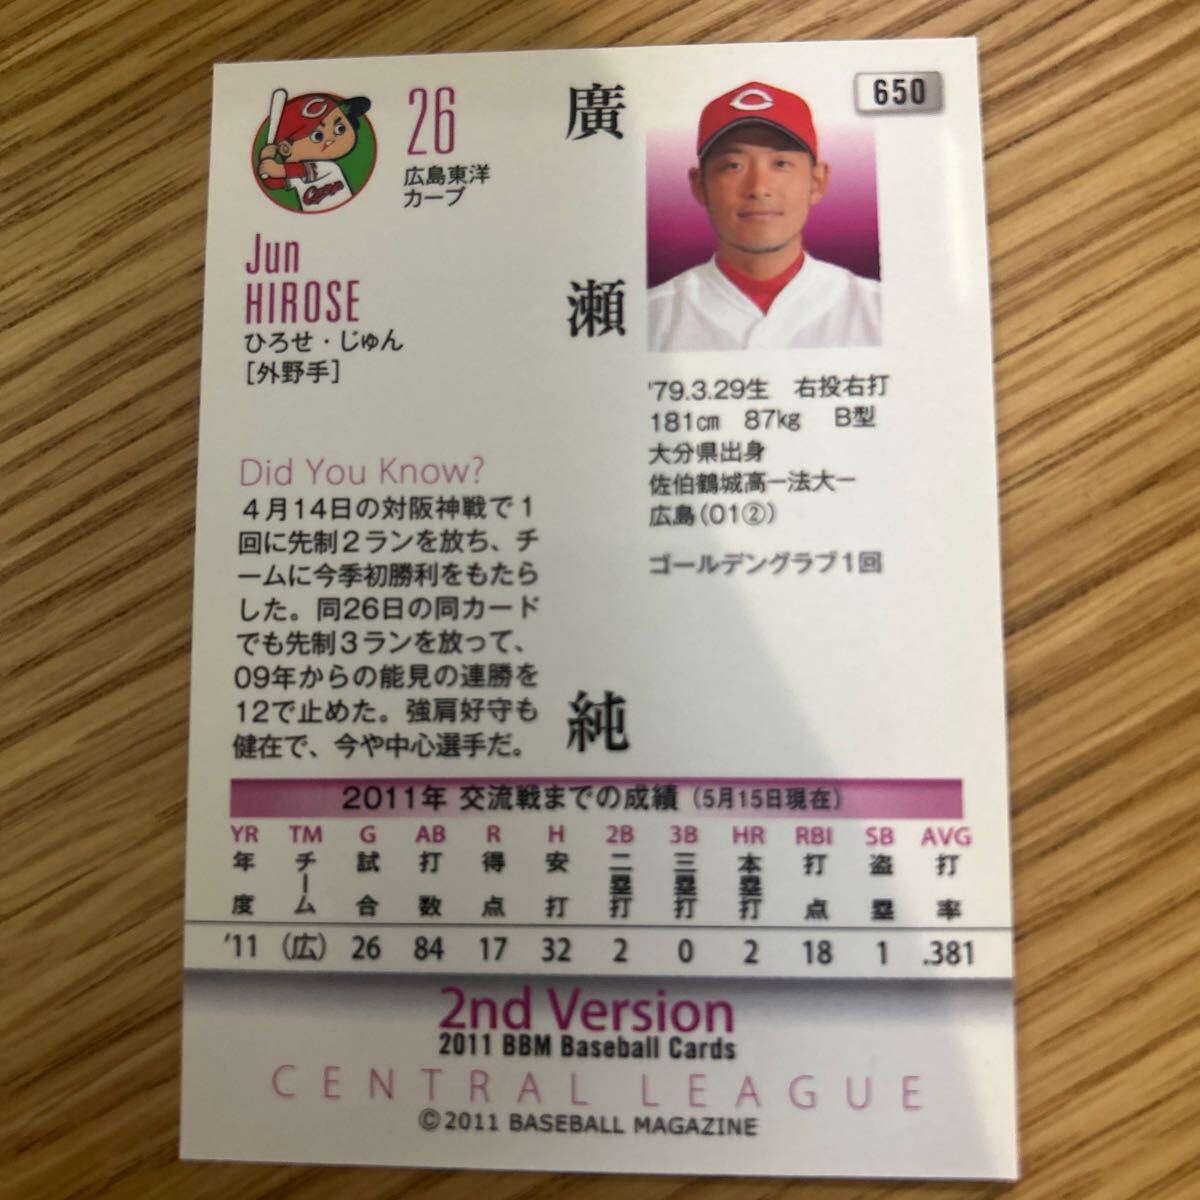 650
26
広島東洋
カープ
Jun
HIROSE
ひろせ・じゅん
[外野手]
廣瀬純
'79.3.29生 右投右打
181cm 87kg B型
大分県出身
佐伯鶴城高ー法大ー
広島(01②)
ゴールデングラブ1回
Did You Know?
4月14日の対阪神戦で1
回に先制2ランを放ち、チ
ームに今季初勝利をもたら
した。同26日の同カード
でも先制3ランを放って、
09年からの能見の連勝を
12で止めた。強肩好守も
健在で、今や中心選手だ。
2011年 交流戦までの成績（5月15日現在）
YR TM G AB R H 2B 3B HR RBI SB AVG
年度 チーム 試合 打数 得点 安打 二塁打 三塁打 本塁打 打点 盗塁 打率
'11 (広) 26 84 17 32 2 0 2 18 1 .381
2nd Version
2011 BBM Baseball Cards
CENTRAL LEAGUE
©2011 BASEBALL MAGAZINE